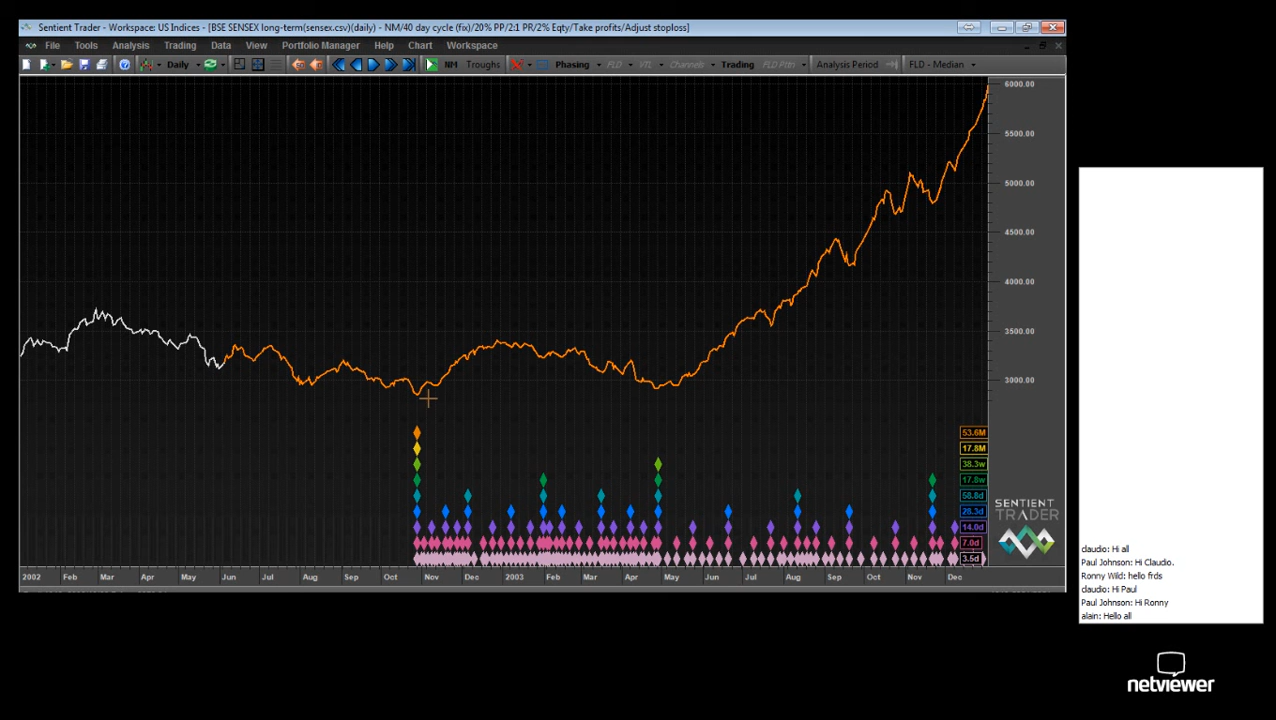 Sentient Trader - Workspace: US Indices - [BSE SENSEX long-term(sensex.csv)(daily) - NM/40 day cycle (fix)/20% PP/2:1 PR/2% Eqty/Take profits/Adjust stoploss]
File Tools Analysis Trading Data View Portfolio Manager Help Chart Workspace
Daily NM Troughs Phasing FLD VTL Channels Trading FLD Pttn Analysis Period FLD - Median
6000.00
5500.00
5000.00
4500.00
4000.00
3500.00
3000.00
53.6M
17.8M
38.3w
17.8w
58.8d
28.3d
14.0d
7.0d
3.5d
SENTIENT
TRADER
2002 Feb Mar Apr May Jun Jul Aug Sep Oct Nov Dec 2003 Feb Mar Apr May Jun Jul Aug Sep Oct Nov Dec
claudio: Hi all
Paul Johnson: Hi Claudio.
Ronny Wild: hello frds
claudio: Hi Paul
Paul Johnson: Hi Ronny
alain: Hello all
netviewer